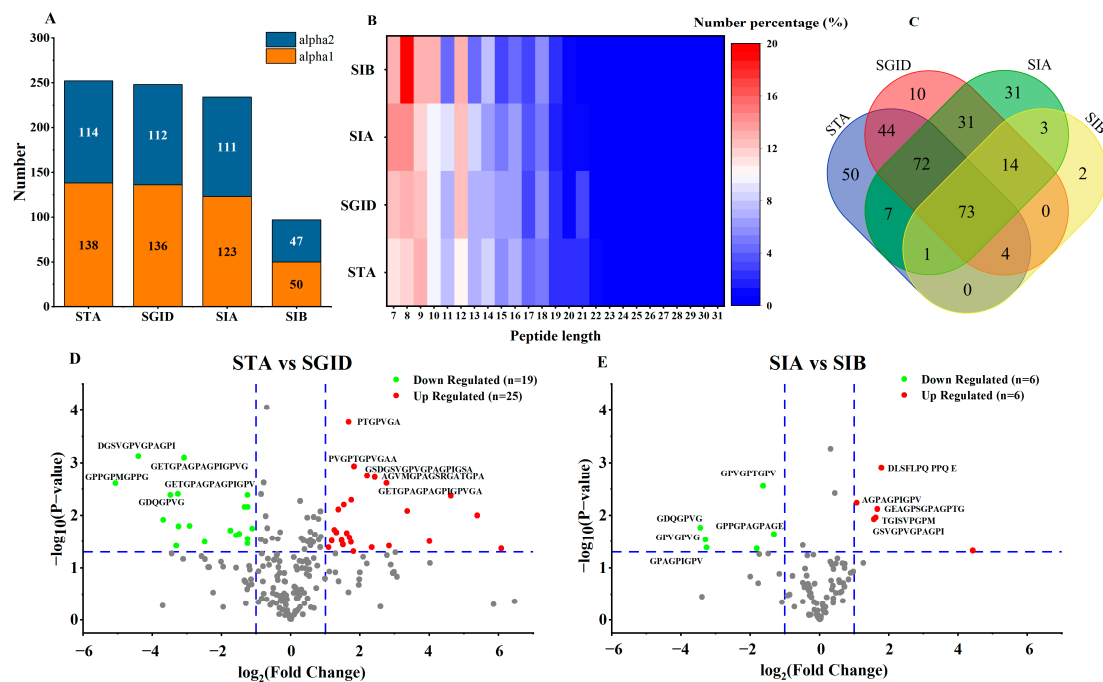 A
Number
300
250
200
150
100
50
0
alpha2
alpha1
114
138
112
136
111
123
47
50
STA
SGID
SIA
SIB
B
Number percentage (%)
SIB
SIA
SGID
STA
7 8 9 10 11 12 13 14 15 16 17 18 19 20 21 22 23 24 25 26 27 28 29 30 31
Peptide length
20
18
16
14
12
10
8
6
4
2
0
C
STA
SGID
SIA
SIB
10
31
44
31
3
50
72
14
2
7
73
0
1
4
0
D
STA vs SGID
Down Regulated (n=19)
Up Regulated (n=25)
−log10(P−value)
4
3
2
1
0
PTGPVGA
DGSVGPVGPAGPI
GETGPAGPAGPIGPVG
GPPGPMGPPG
GETGPAGPAGPIGPV
GDQGPVG
PVGPTGPVGAA
GSDGSVGPVGPAGPIGSA
AGVMGPAGSRGATGPA
GETGPAGPAGPIGPVGA
−6 −4 −2 0 2 4 6
log2(Fold Change)
E
SIA vs SIB
Down Regulated (n=6)
Up Regulated (n=6)
−log10(P−value)
4
3
2
1
0
GPVGPTGPV
DLSFLPQ PPQ E
AGPAGPIGPV
GEAGPSGPAGPTG
TGISVPGPM
GSVGPVGPAGPI
GDQGPVG
GPPGPAGPAGE
GPVGPVG
GPAGPIGPV
−6 −4 −2 0 2 4 6
log2(Fold Change)